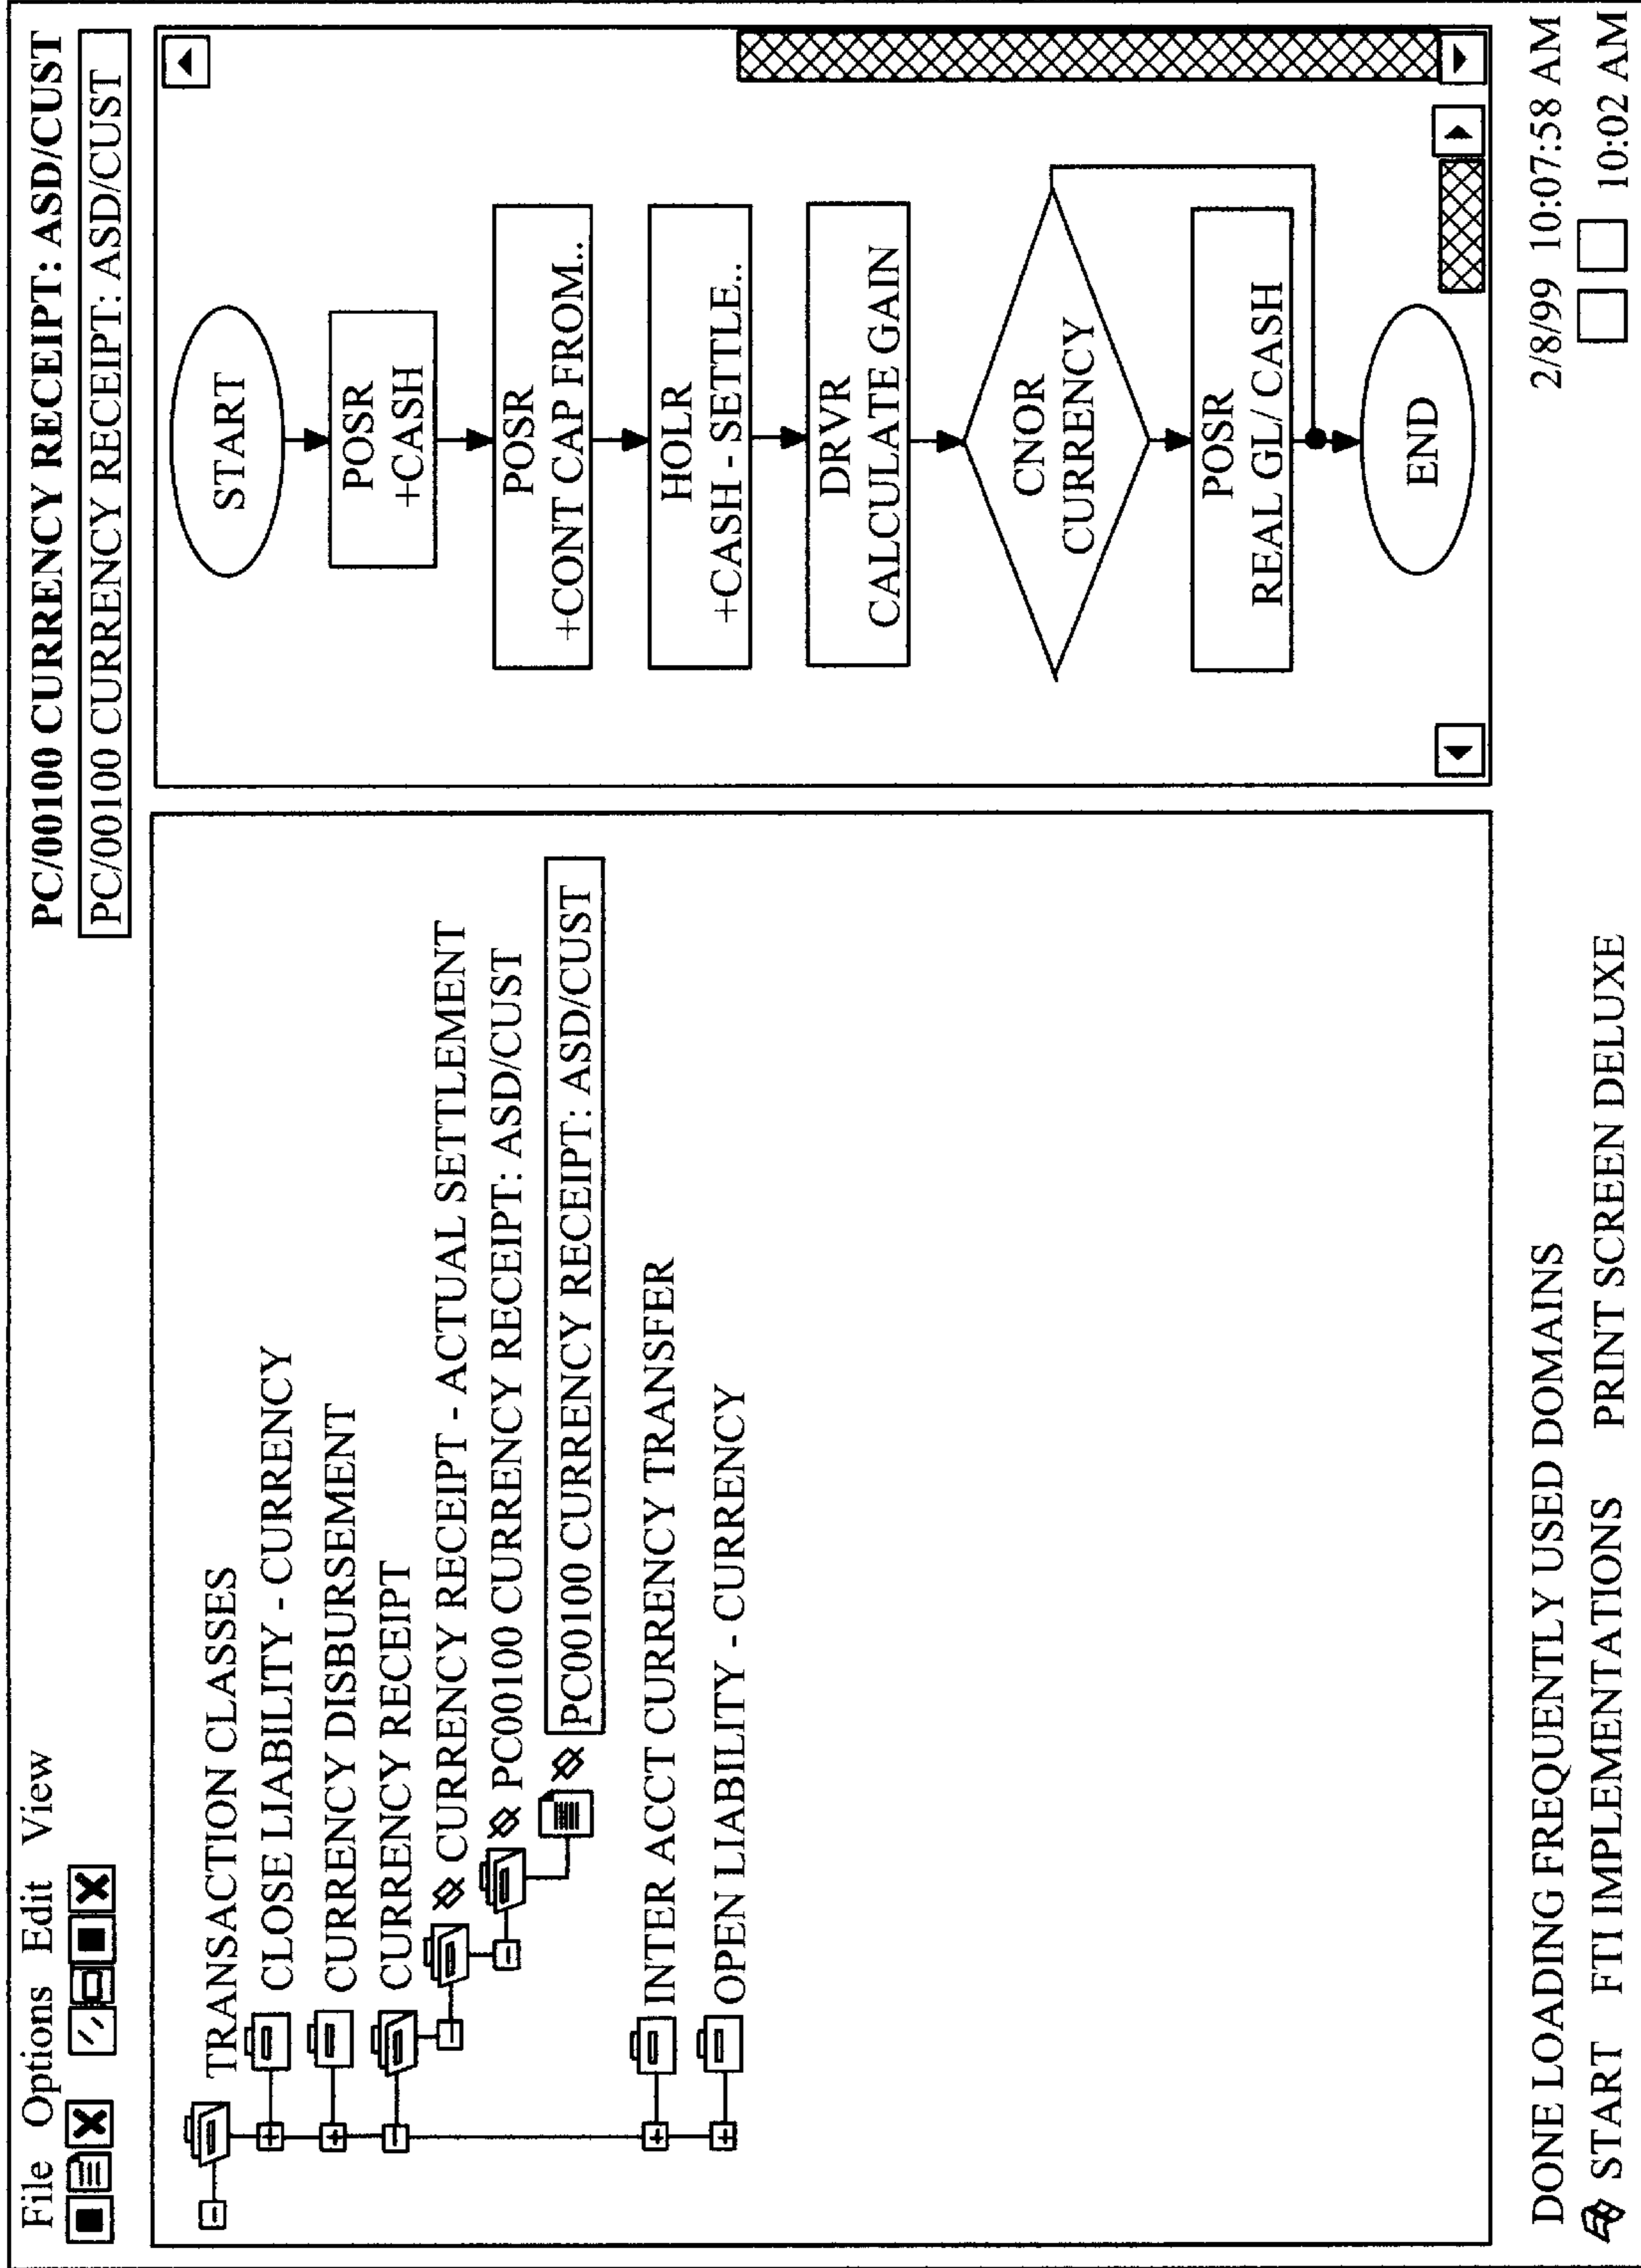 PC/00100 CURRENCY RECEIPT: ASD/CUST
File Options Edit View
PC/00100 CURRENCY RECEIPT: ASD/CUST
TRANSACTION CLASSES
CLOSE LIABILITY - CURRENCY
CURRENCY DISBURSEMENT
CURRENCY RECEIPT
CURRENCY RECEIPT - ACTUAL SETTLEMENT
PC00100 CURRENCY RECEIPT: ASD/CUST
PC00100 CURRENCY RECEIPT: ASD/CUST
INTER ACCT CURRENCY TRANSFER
OPEN LIABILITY - CURRENCY
START
POSR
+CASH
POSR
+CONT CAP FROM..
HOLR
+CASH - SETTLE..
DRVR
CALCULATE GAIN
CNOR
CURRENCY
POSR
REAL GL/ CASH
END
DONE LOADING FREQUENTLY USED DOMAINS
2/8/99 10:07:58 AM
START FTI IMPLEMENTATIONS PRINT SCREEN DELUXE
10:02 AM